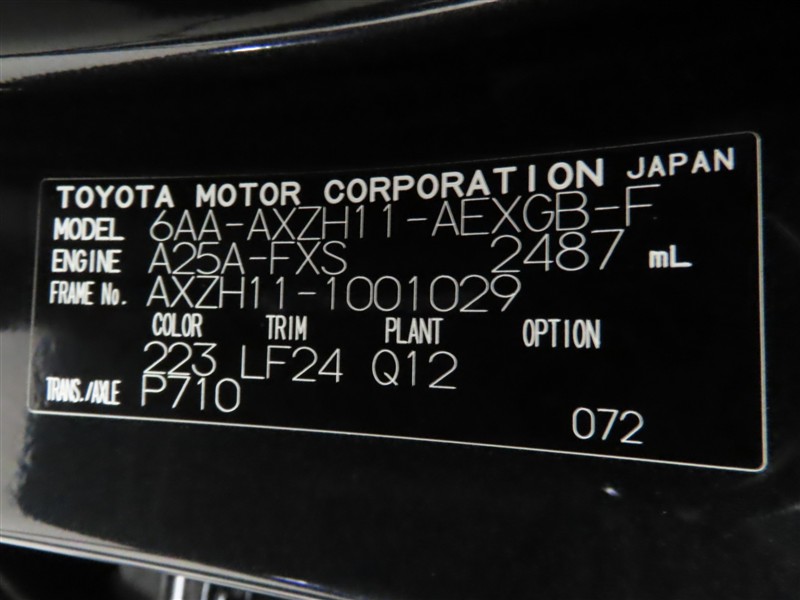 TOYOTA MOTOR CORPORATION JAPAN
MODEL 6AA-AXZH11-AEXGB-F
ENGINE A25A-FXS 2487 mL
FRAME No. AXZH11-1001029
COLOR TRIM PLANT OPTION
223 LF24 Q12
TRANS./AXLE P710
072